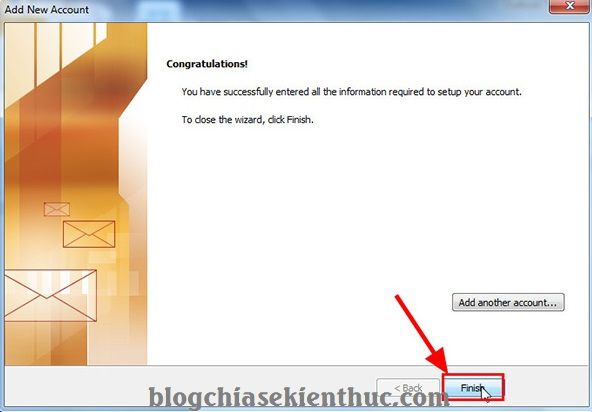 Add New Account
Congratulations!
You have successfully entered all the information required to setup your account.
To close the wizard, click Finish.
Add another account...
< Back
Finish
blogchiasekienthuc.com